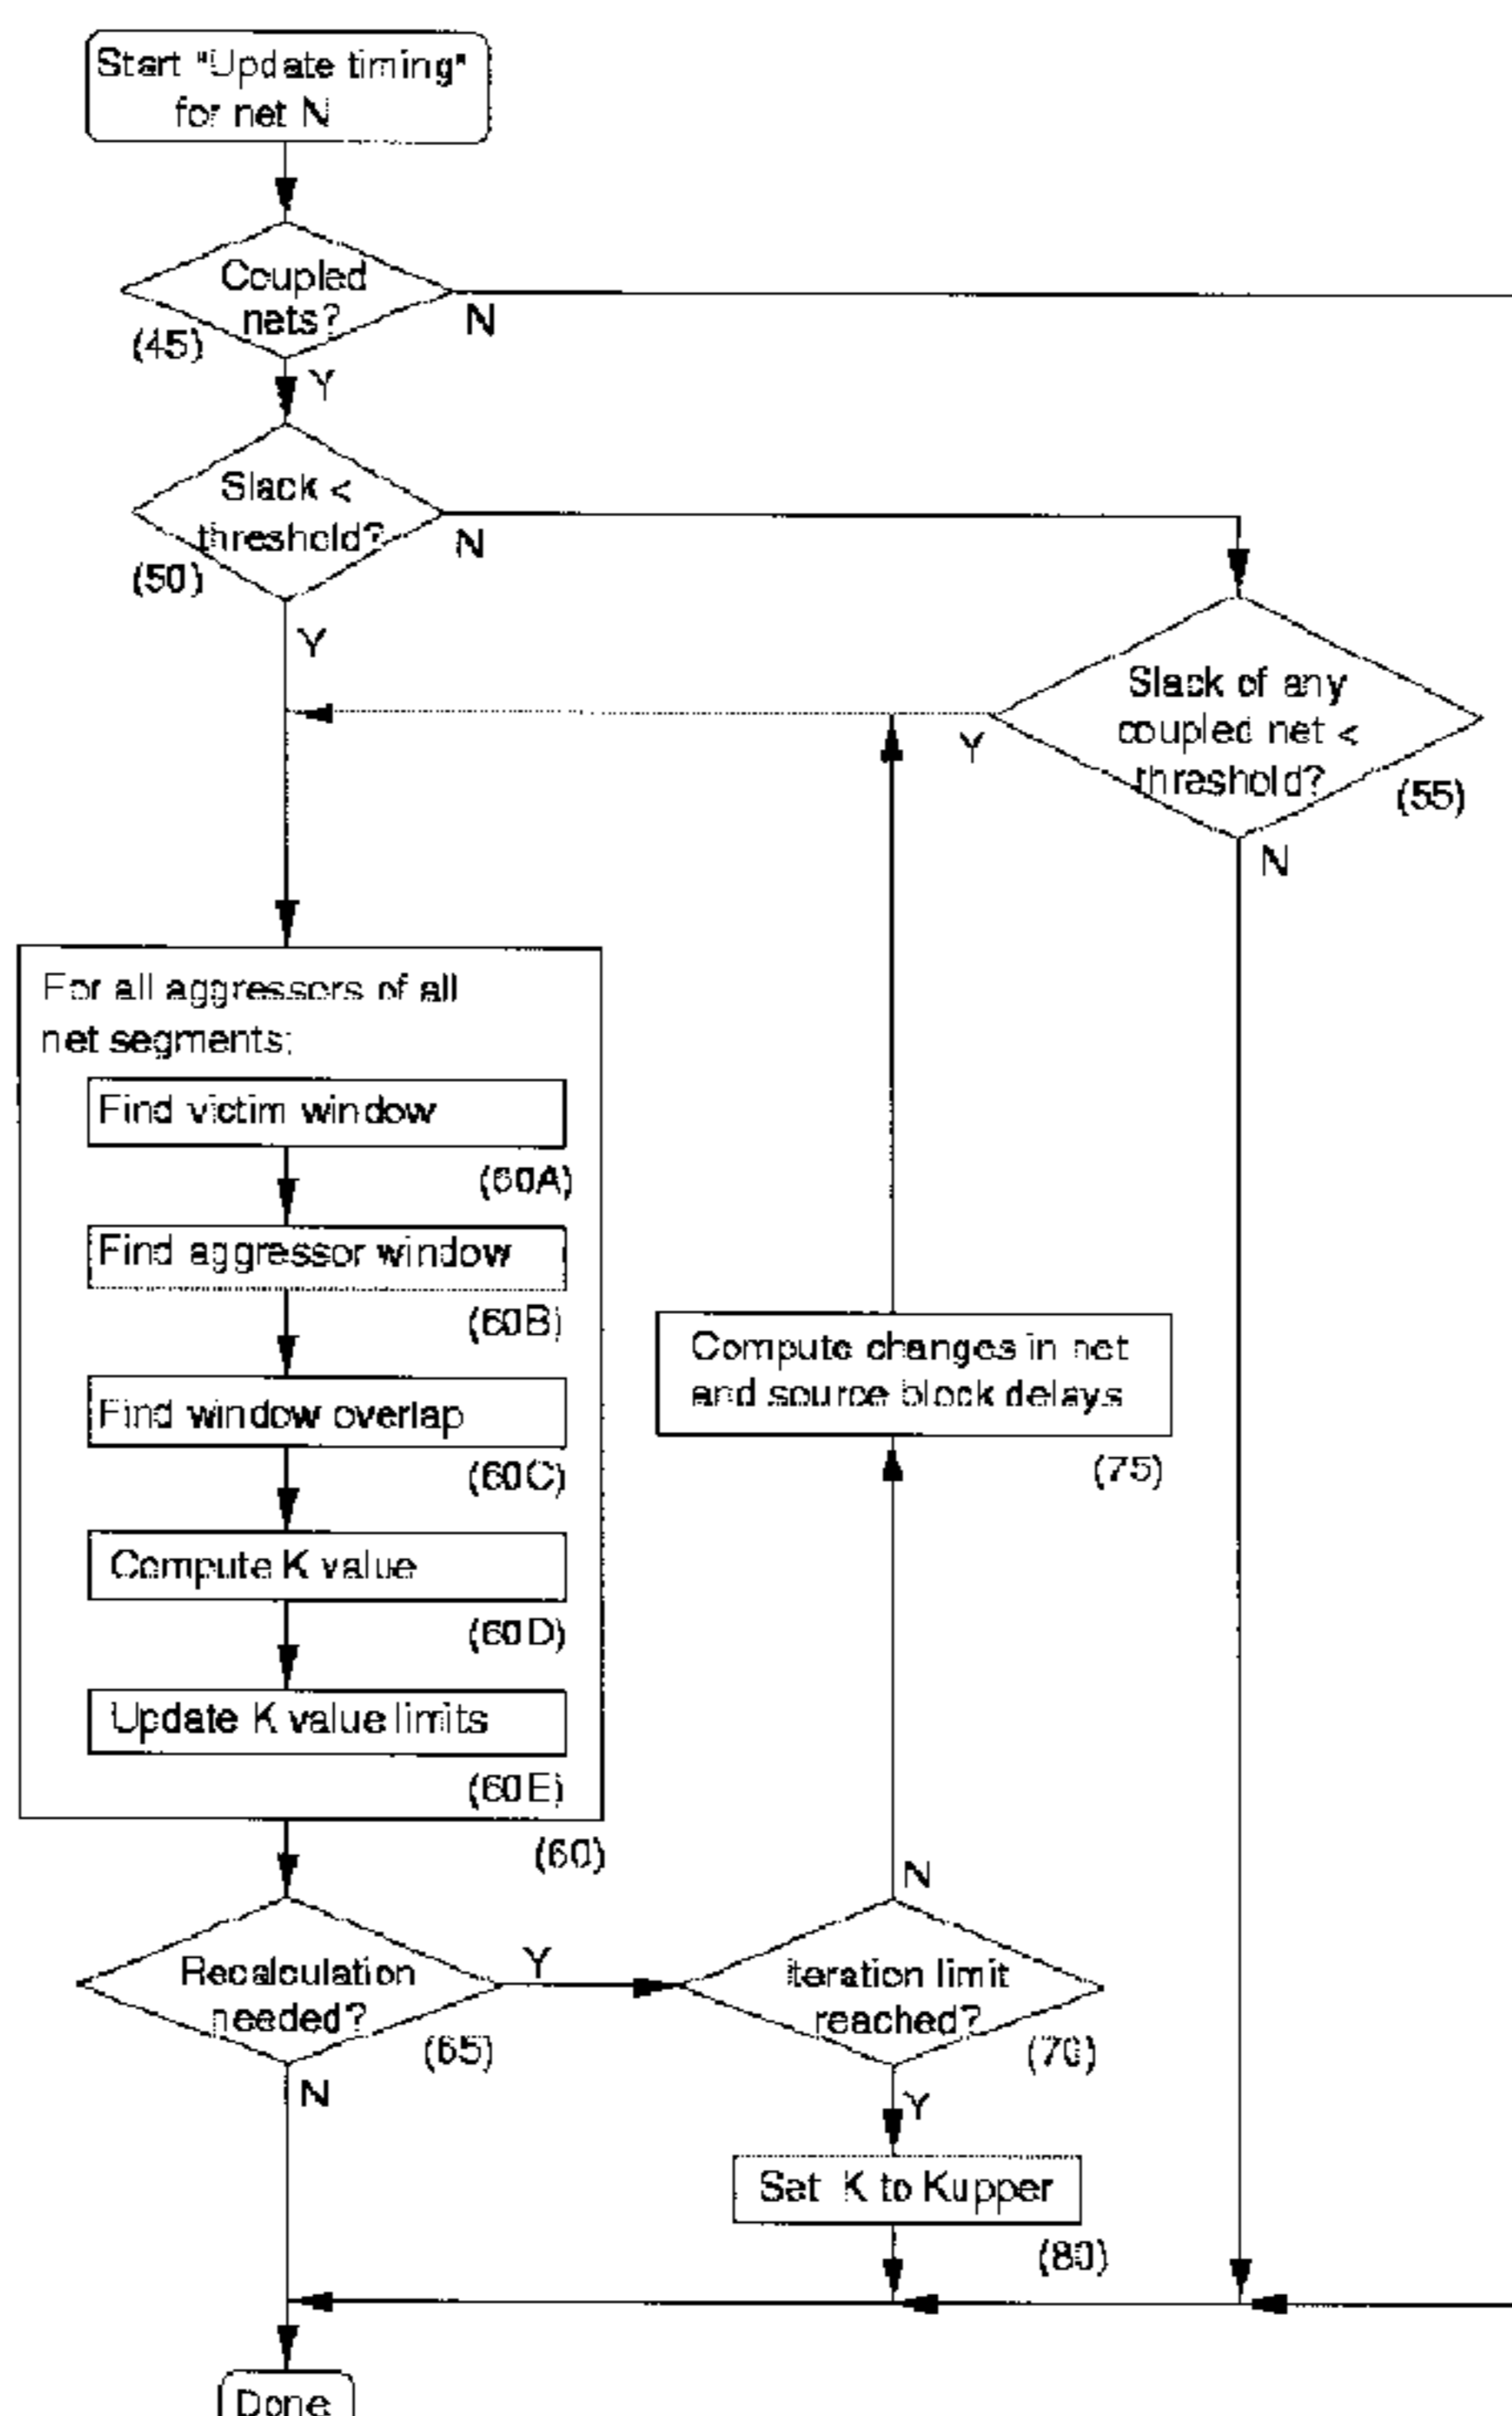 Start "Update timing"
for net N
Coupled
nets?
(45)
N
Y
Slack <
threshold?
(50)
N
Y
Slack of any
coupled net <
threshold?
(55)
Y
N
For all aggressors of all
net segments:
Find victim window
(60A)
Find aggressor window
(60B)
Find window overlap
(60C)
Compute K value
(60D)
Update K value limits
(60E)
(60)
Compute changes in net
and source block delays
(75)
Recalculation
needed?
(65)
Y
N
iteration limit
reached?
(70)
N
Y
Set K to Kupper
(80)
Done